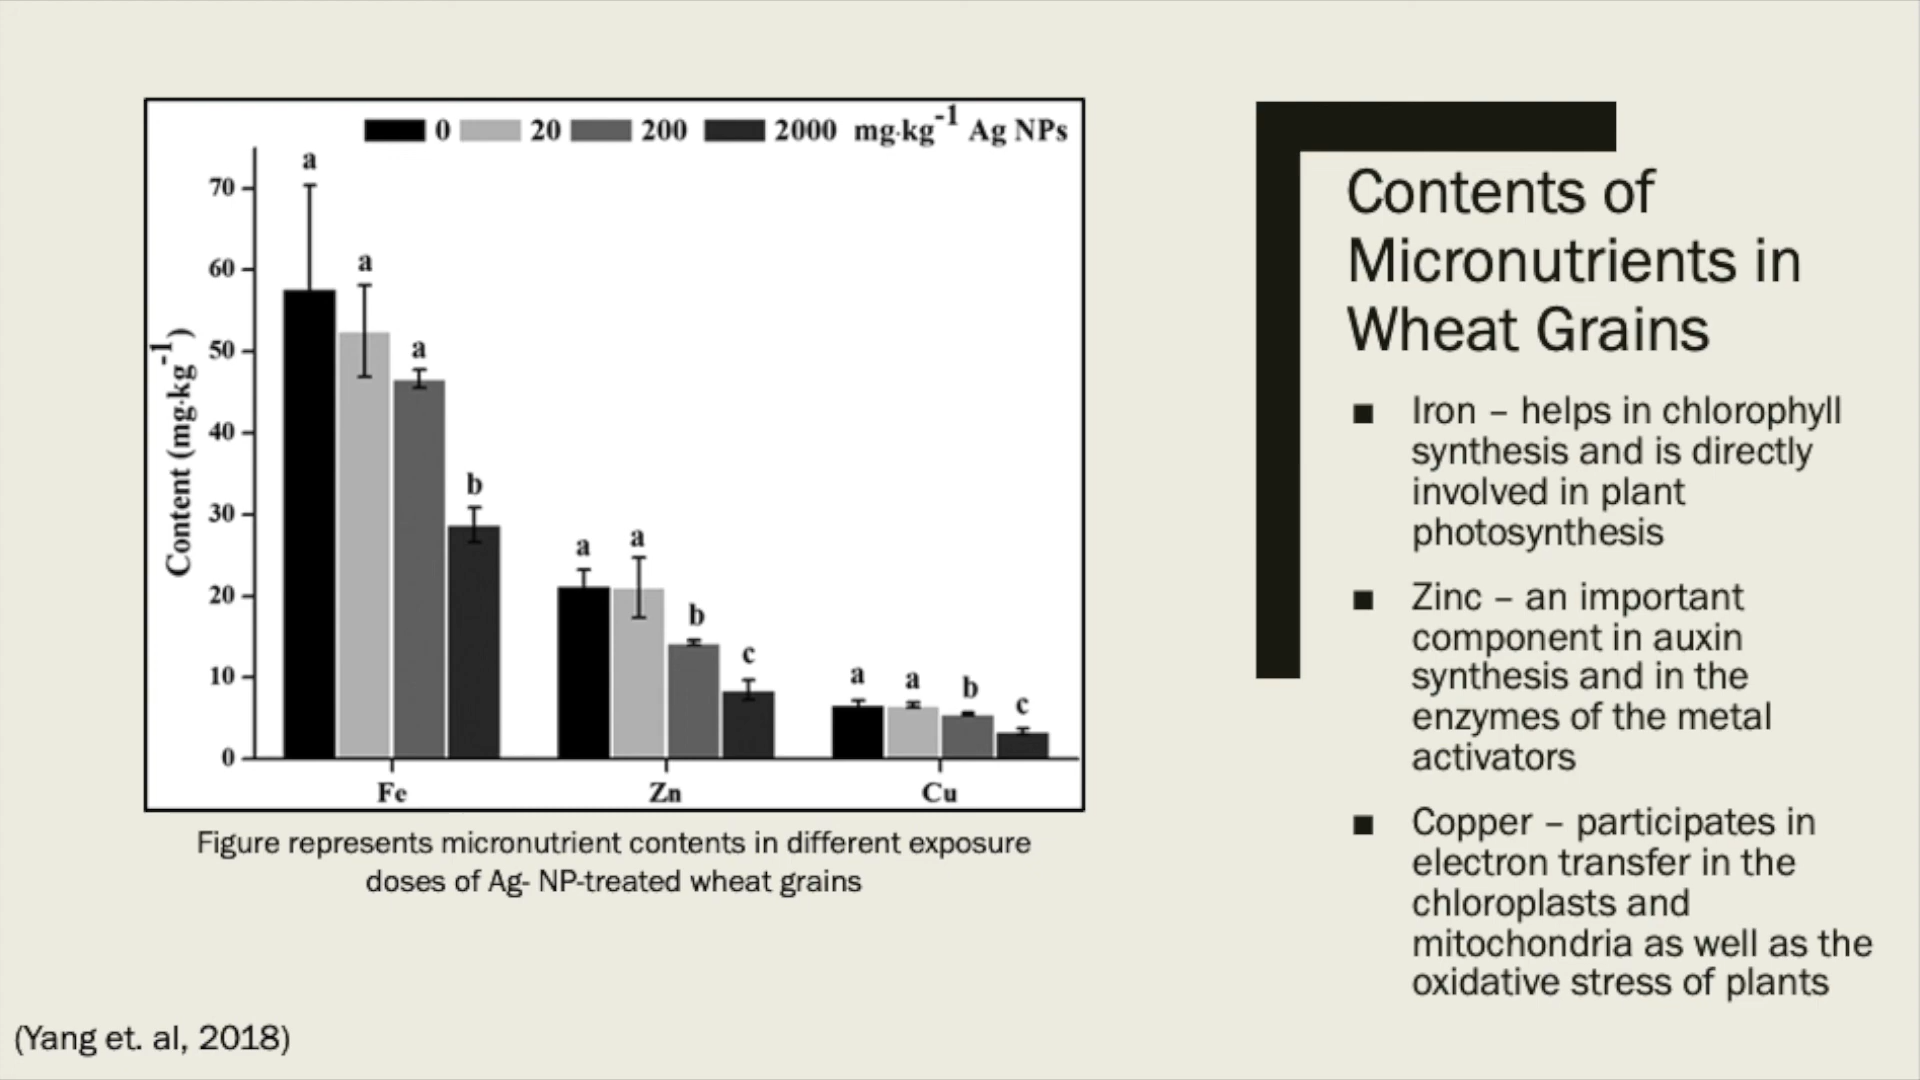 0 20 200 2000 mg·kg⁻¹ Ag NPs
Content (mg·kg⁻¹)
70
60
50
40
30
20
10
0
a a a b
a a b c
a a b c
Fe Zn Cu
Figure represents micronutrient contents in different exposure
doses of Ag- NP-treated wheat grains
(Yang et. al, 2018)
Contents of
Micronutrients in
Wheat Grains
■ Iron – helps in chlorophyll
synthesis and is directly
involved in plant
photosynthesis
■ Zinc – an important
component in auxin
synthesis and in the
enzymes of the metal
activators
■ Copper – participates in
electron transfer in the
chloroplasts and
mitochondria as well as the
oxidative stress of plants